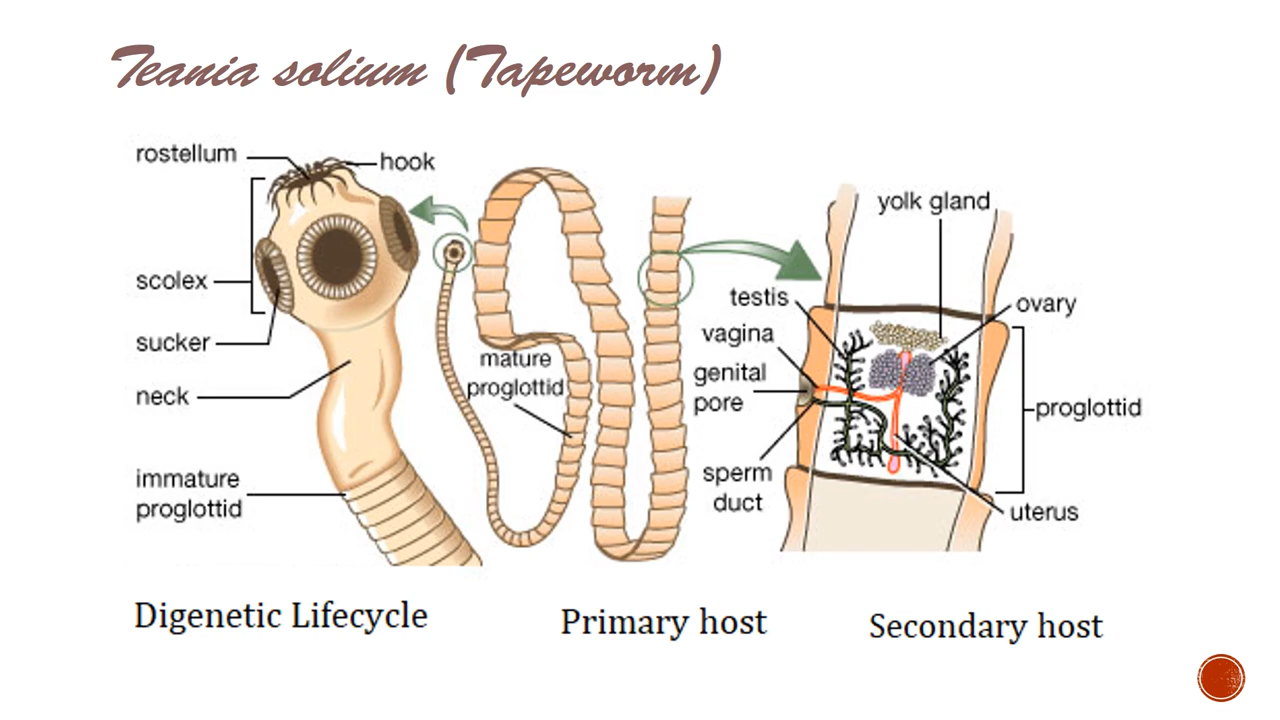 Teania solium (Tapeworm)
rostellum
hook
scolex
sucker
neck
immature
proglottid
mature
proglottid
yolk gland
testis
ovary
vagina
genital
pore
proglottid
sperm
duct
uterus
Digenetic Lifecycle
Primary host
Secondary host